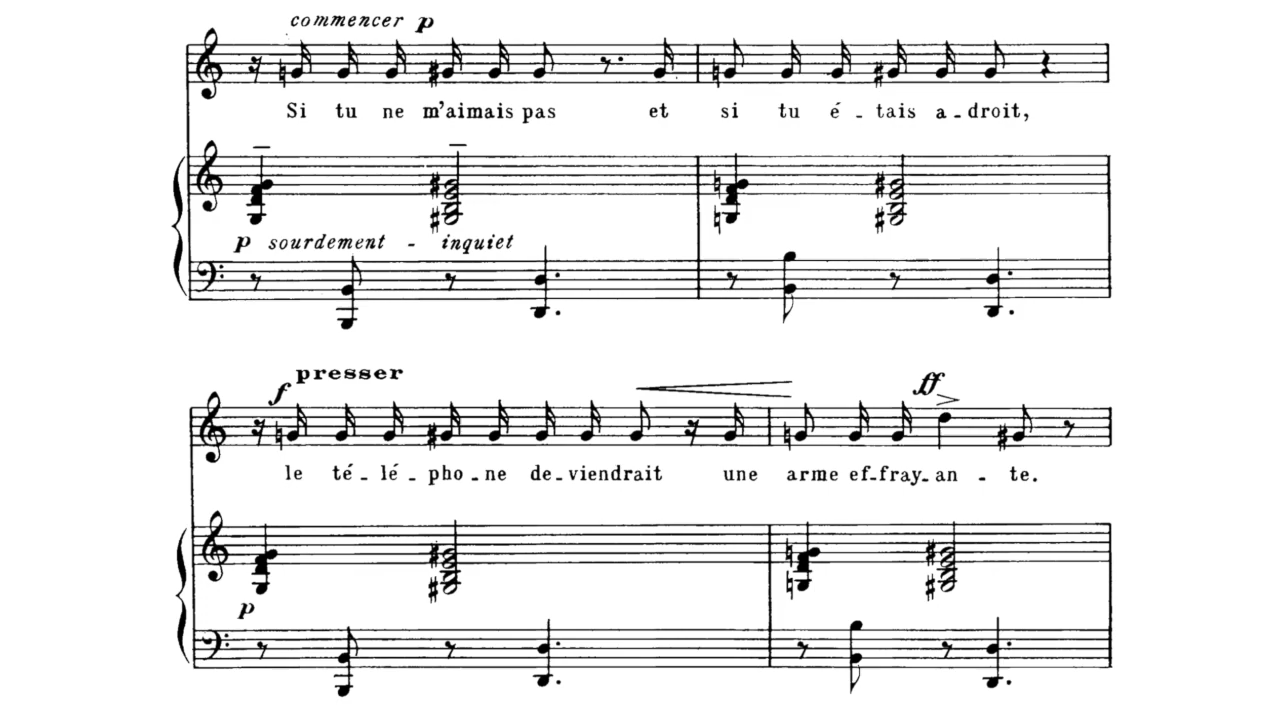 commencer p
Si tu ne m'aimais pas et si tu é - tais a - droit,
p sourdement - inquiet
presser
f ff
le té - lé - pho - ne de - viendrait une arme ef - fray - an - te.
p